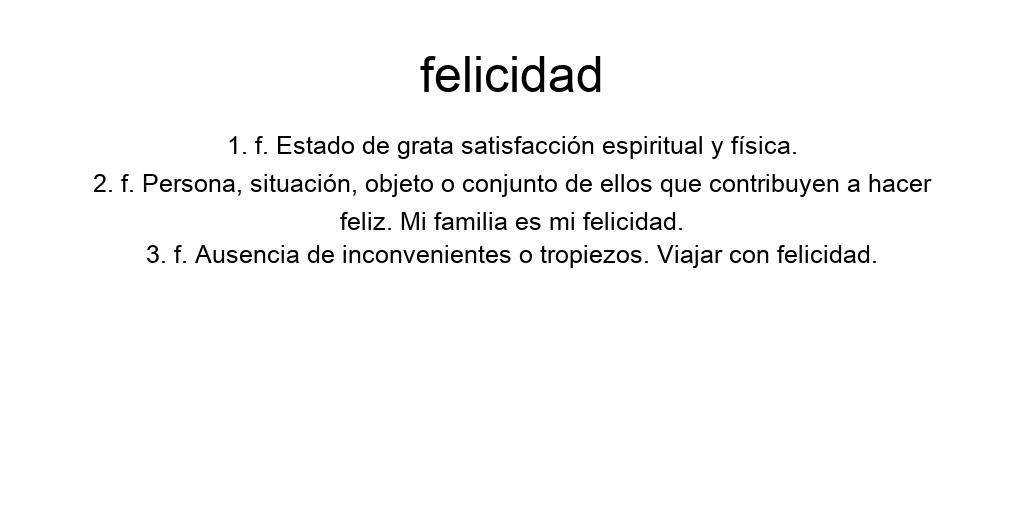 felicidad
1. f. Estado de grata satisfacción espiritual y física.
2. f. Persona, situación, objeto o conjunto de ellos que contribuyen a hacer
feliz. Mi familia es mi felicidad.
3. f. Ausencia de inconvenientes o tropiezos. Viajar con felicidad.